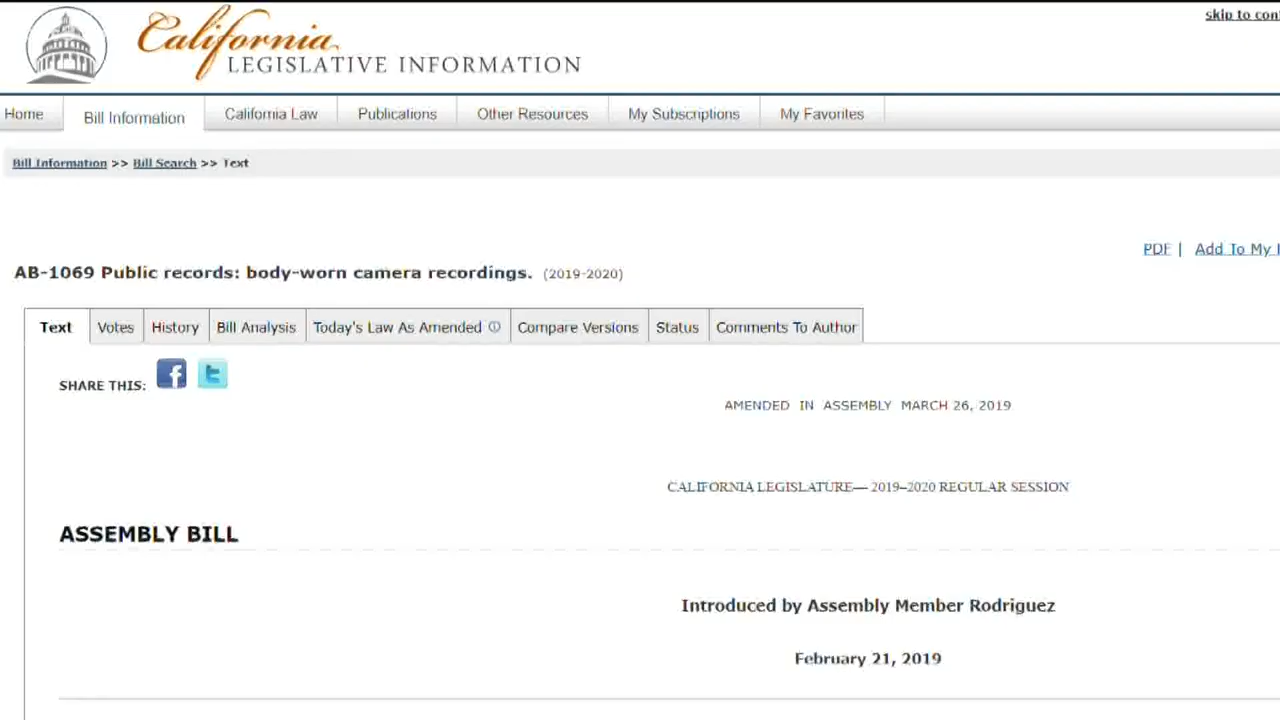 skip to con
California
LEGISLATIVE INFORMATION
Home Bill Information California Law Publications Other Resources My Subscriptions My Favorites
Bill Information >> Bill Search >> Text
PDF | Add To My
AB-1069 Public records: body-worn camera recordings. (2019-2020)
Text Votes History Bill Analysis Today's Law As Amended Compare Versions Status Comments To Author
SHARE THIS:
AMENDED IN ASSEMBLY MARCH 26, 2019
CALIFORNIA LEGISLATURE— 2019–2020 REGULAR SESSION
ASSEMBLY BILL
Introduced by Assembly Member Rodriguez
February 21, 2019